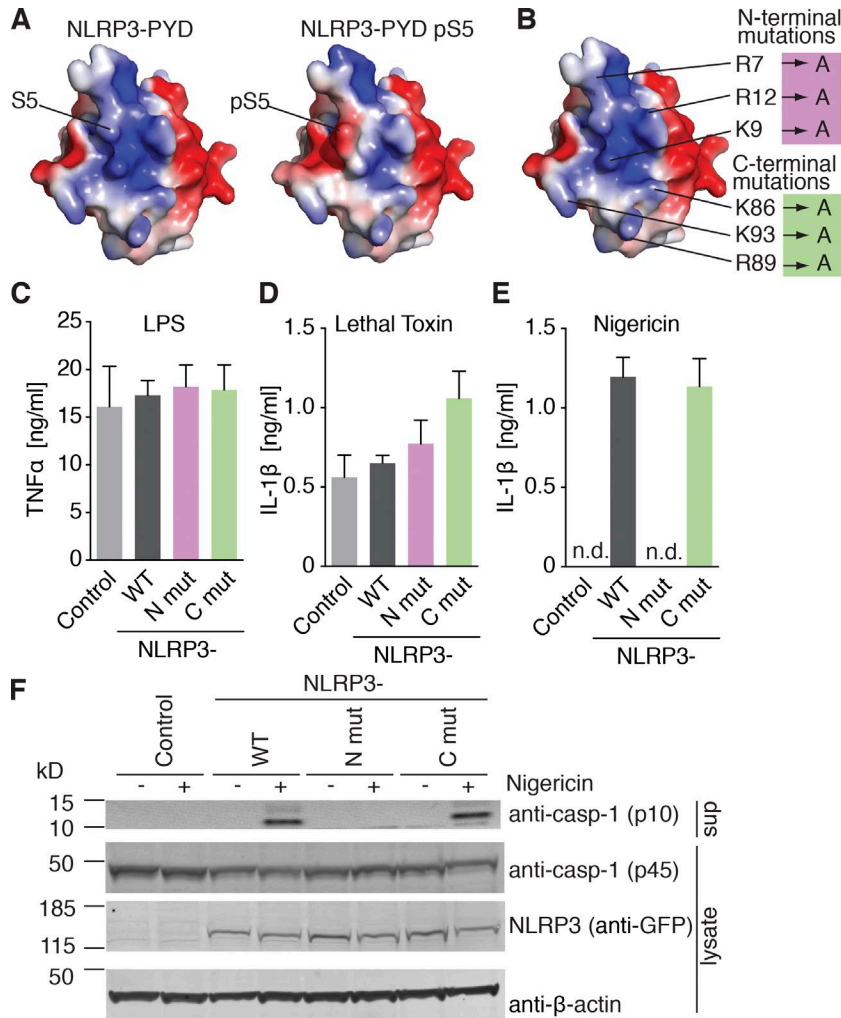 A
NLRP3-PYD
NLRP3-PYD pS5
S5
pS5
B
N-terminal
mutations
R7 A
R12 A
K9 A
C-terminal
mutations
K86 A
K93 A
R89 A
C
LPS
TNFα [ng/ml]
25
20
15
10
5
0
Control
WT
N mut
C mut
NLRP3-
D
Lethal Toxin
IL-1β [ng/ml]
1.5
1.0
0.5
0
Control
WT
N mut
C mut
NLRP3-
E
Nigericin
IL-1β [ng/ml]
1.5
1.0
0.5
0
n.d.
n.d.
Control
WT
N mut
C mut
NLRP3-
F
NLRP3-
Control
WT
N mut
C mut
kD
- + - + - + - + Nigericin
15
10
anti-casp-1 (p10)
sup
50
anti-casp-1 (p45)
185
115
NLRP3 (anti-GFP)
lysate
50
anti-β-actin